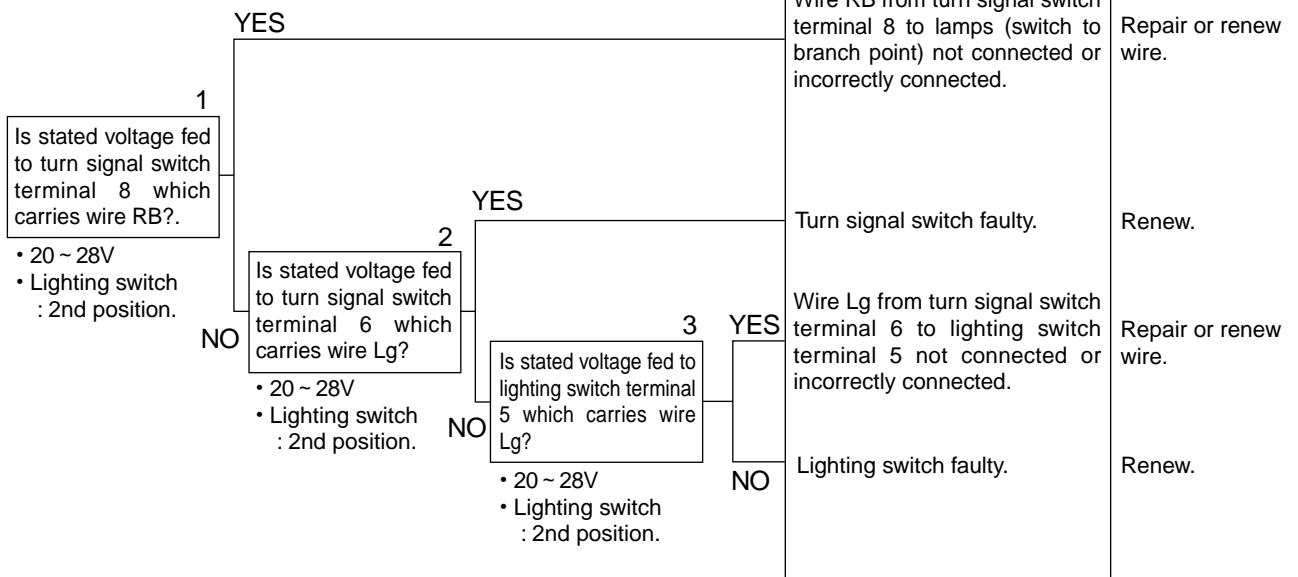 YES
Wire RB from turn signal switch
terminal 8 to lamps (switch to
branch point) not connected or
incorrectly connected.
Repair or renew
wire.
1
Is stated voltage fed
to turn signal switch
terminal 8 which
carries wire RB?.
• 20 ~ 28V
• Lighting switch
: 2nd position.
NO
YES
Turn signal switch faulty.
Renew.
2
Is stated voltage fed
to turn signal switch
terminal 6 which
carries wire Lg?
• 20 ~ 28V
• Lighting switch
: 2nd position.
NO
YES
Wire Lg from turn signal switch
terminal 6 to lighting switch
terminal 5 not connected or
incorrectly connected.
Repair or renew
wire.
3
Is stated voltage fed to
lighting switch terminal
5 which carries wire
Lg?
• 20 ~ 28V
• Lighting switch
: 2nd position.
NO
Lighting switch faulty.
Renew.